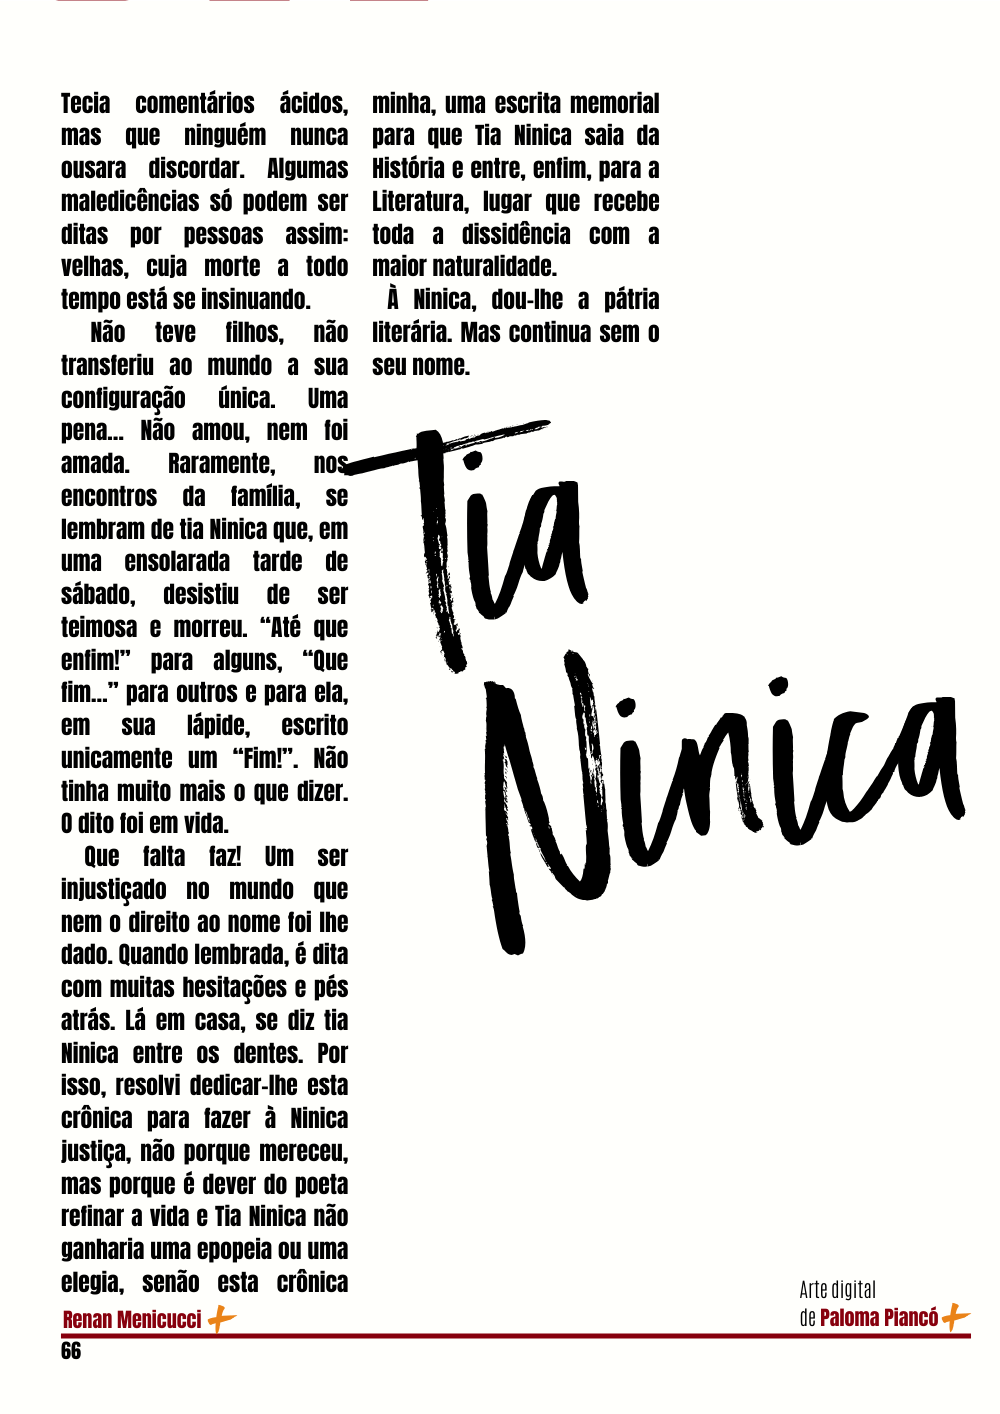 Tecia comentários ácidos,
mas que ninguém nunca
ousara discordar. Algumas
maledicências só podem ser
ditas por pessoas assim:
velhas, cuja morte a todo
tempo está se insinuando.
Não teve filhos, não
transferiu ao mundo a sua
configuração única. Uma
pena... Não amou, nem foi
amada. Raramente, nos
encontros da família, se
lembram de tia Ninica que, em
uma ensolarada tarde de
sábado, desistiu de ser
teimosa e morreu. “Até que
enfim!” para alguns, “Que
fim...” para outros e para ela,
em sua lápide, escrito
unicamente um “Fim!”. Não
tinha muito mais o que dizer.
O dito foi em vida.
Que falta faz! Um ser
injustiçado no mundo que
nem o direito ao nome foi lhe
dado. Quando lembrada, é dita
com muitas hesitações e pés
atrás. Lá em casa, se diz tia
Ninica entre os dentes. Por
isso, resolvi dedicar-lhe esta
crônica para fazer à Ninica
justiça, não porque mereceu,
mas porque é dever do poeta
refinar a vida e Tia Ninica não
ganharia uma epopeia ou uma
elegia, senão esta crônica
minha, uma escrita memorial
para que Tia Ninica saia da
História e entre, enfim, para a
Literatura, lugar que recebe
toda a dissidência com a
maior naturalidade.
À Ninica, dou-lhe a pátria
literária. Mas continua sem o
seu nome.
Tia
Ninica
Arte digital
de Paloma Piancó
Renan Menicucci
66